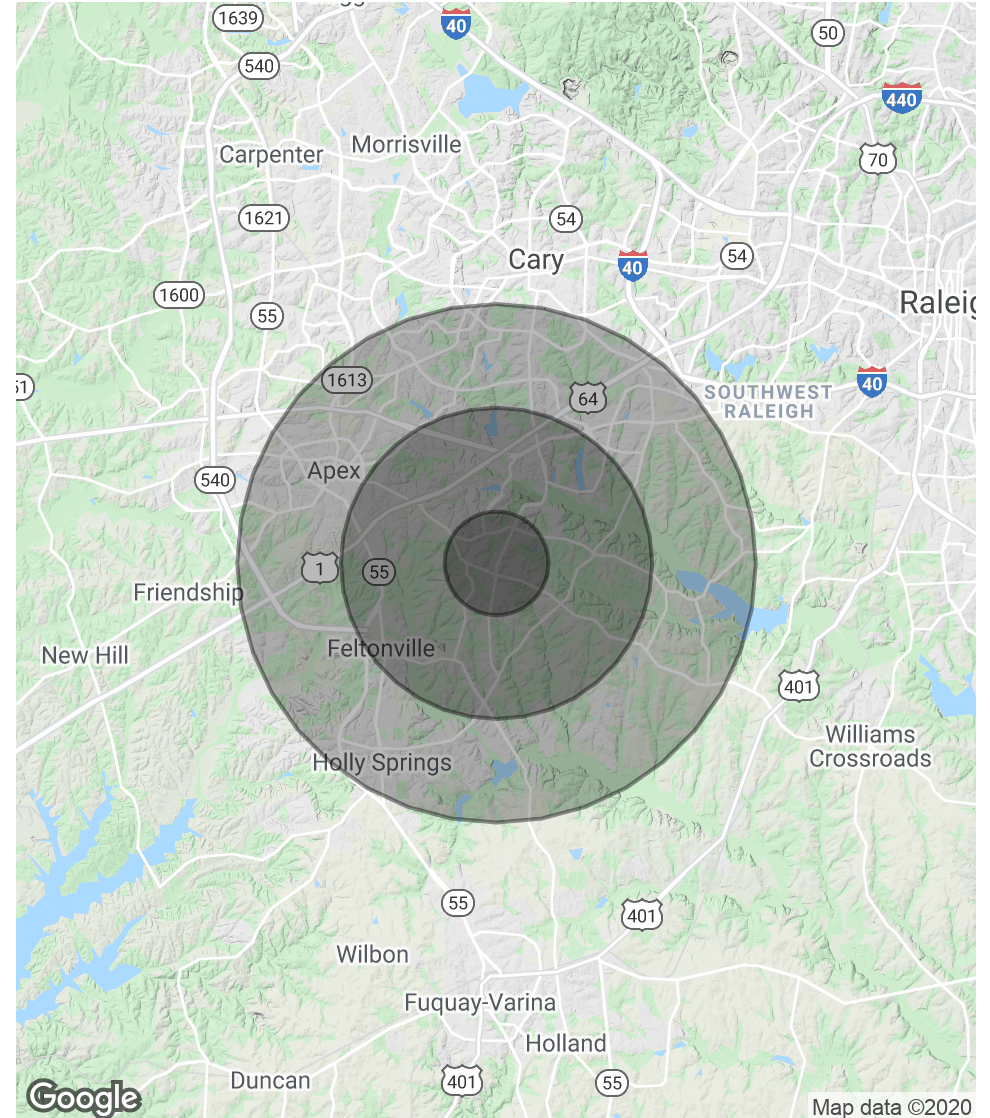 1639
40
50
540
440
Morrisville
Carpenter
70
1621
54
54
Cary
40
1600
Raleig
55
1613
40
64
SOUTHWEST
RALEIGH
Apex
540
1
55
Friendship
Feltonville
New Hill
401
Williams
Crossroads
Holly Springs
55
401
Wilbon
Fuquay-Varina
Holland
Duncan
401
55
Google
Map data ©2020